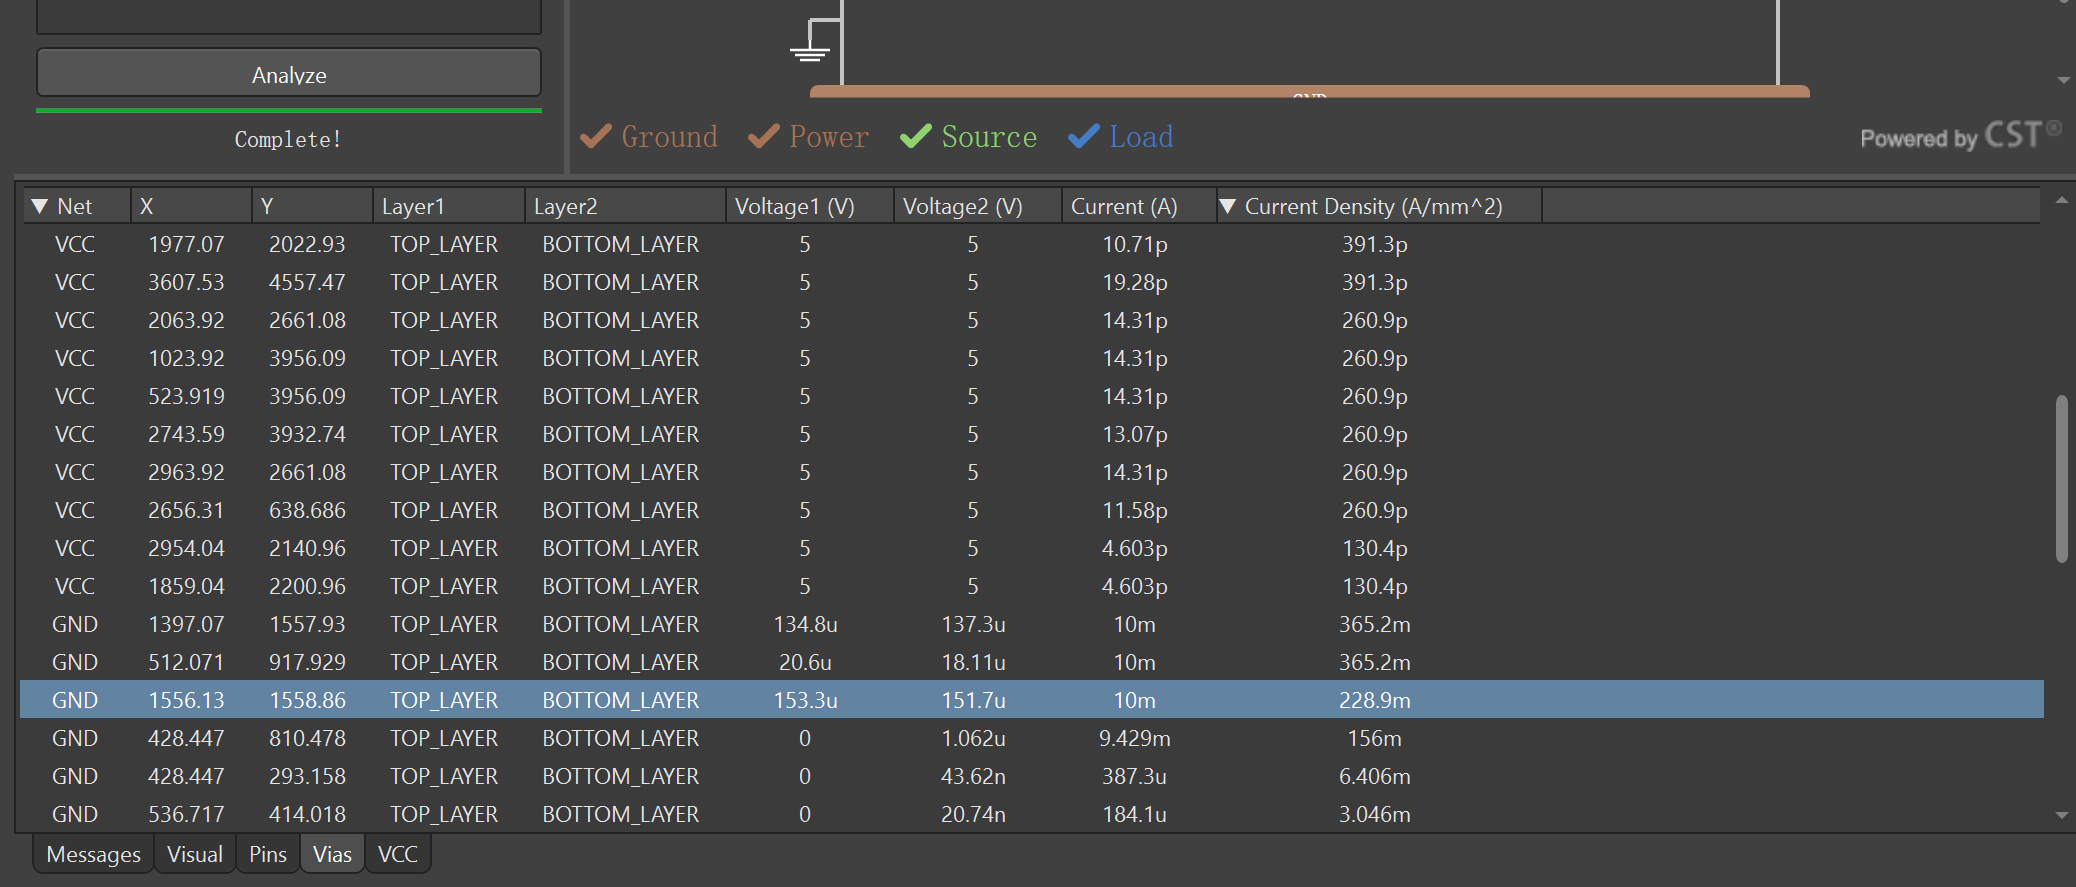 Analyze
Complete!
GND
Ground Power Source Load
Powered by CST®
▼ Net X Y Layer1 Layer2 Voltage1 (V) Voltage2 (V) Current (A) ▼ Current Density (A/mm^2)
VCC 1977.07 2022.93 TOP_LAYER BOTTOM_LAYER 5 5 10.71p 391.3p
VCC 3607.53 4557.47 TOP_LAYER BOTTOM_LAYER 5 5 19.28p 391.3p
VCC 2063.92 2661.08 TOP_LAYER BOTTOM_LAYER 5 5 14.31p 260.9p
VCC 1023.92 3956.09 TOP_LAYER BOTTOM_LAYER 5 5 14.31p 260.9p
VCC 523.919 3956.09 TOP_LAYER BOTTOM_LAYER 5 5 14.31p 260.9p
VCC 2743.59 3932.74 TOP_LAYER BOTTOM_LAYER 5 5 13.07p 260.9p
VCC 2963.92 2661.08 TOP_LAYER BOTTOM_LAYER 5 5 14.31p 260.9p
VCC 2656.31 638.686 TOP_LAYER BOTTOM_LAYER 5 5 11.58p 260.9p
VCC 2954.04 2140.96 TOP_LAYER BOTTOM_LAYER 5 5 4.603p 130.4p
VCC 1859.04 2200.96 TOP_LAYER BOTTOM_LAYER 5 5 4.603p 130.4p
GND 1397.07 1557.93 TOP_LAYER BOTTOM_LAYER 134.8u 137.3u 10m 365.2m
GND 512.071 917.929 TOP_LAYER BOTTOM_LAYER 20.6u 18.11u 10m 365.2m
GND 1556.13 1558.86 TOP_LAYER BOTTOM_LAYER 153.3u 151.7u 10m 228.9m
GND 428.447 810.478 TOP_LAYER BOTTOM_LAYER 0 1.062u 9.429m 156m
GND 428.447 293.158 TOP_LAYER BOTTOM_LAYER 0 43.62n 387.3u 6.406m
GND 536.717 414.018 TOP_LAYER BOTTOM_LAYER 0 20.74n 184.1u 3.046m
Messages Visual Pins Vias VCC